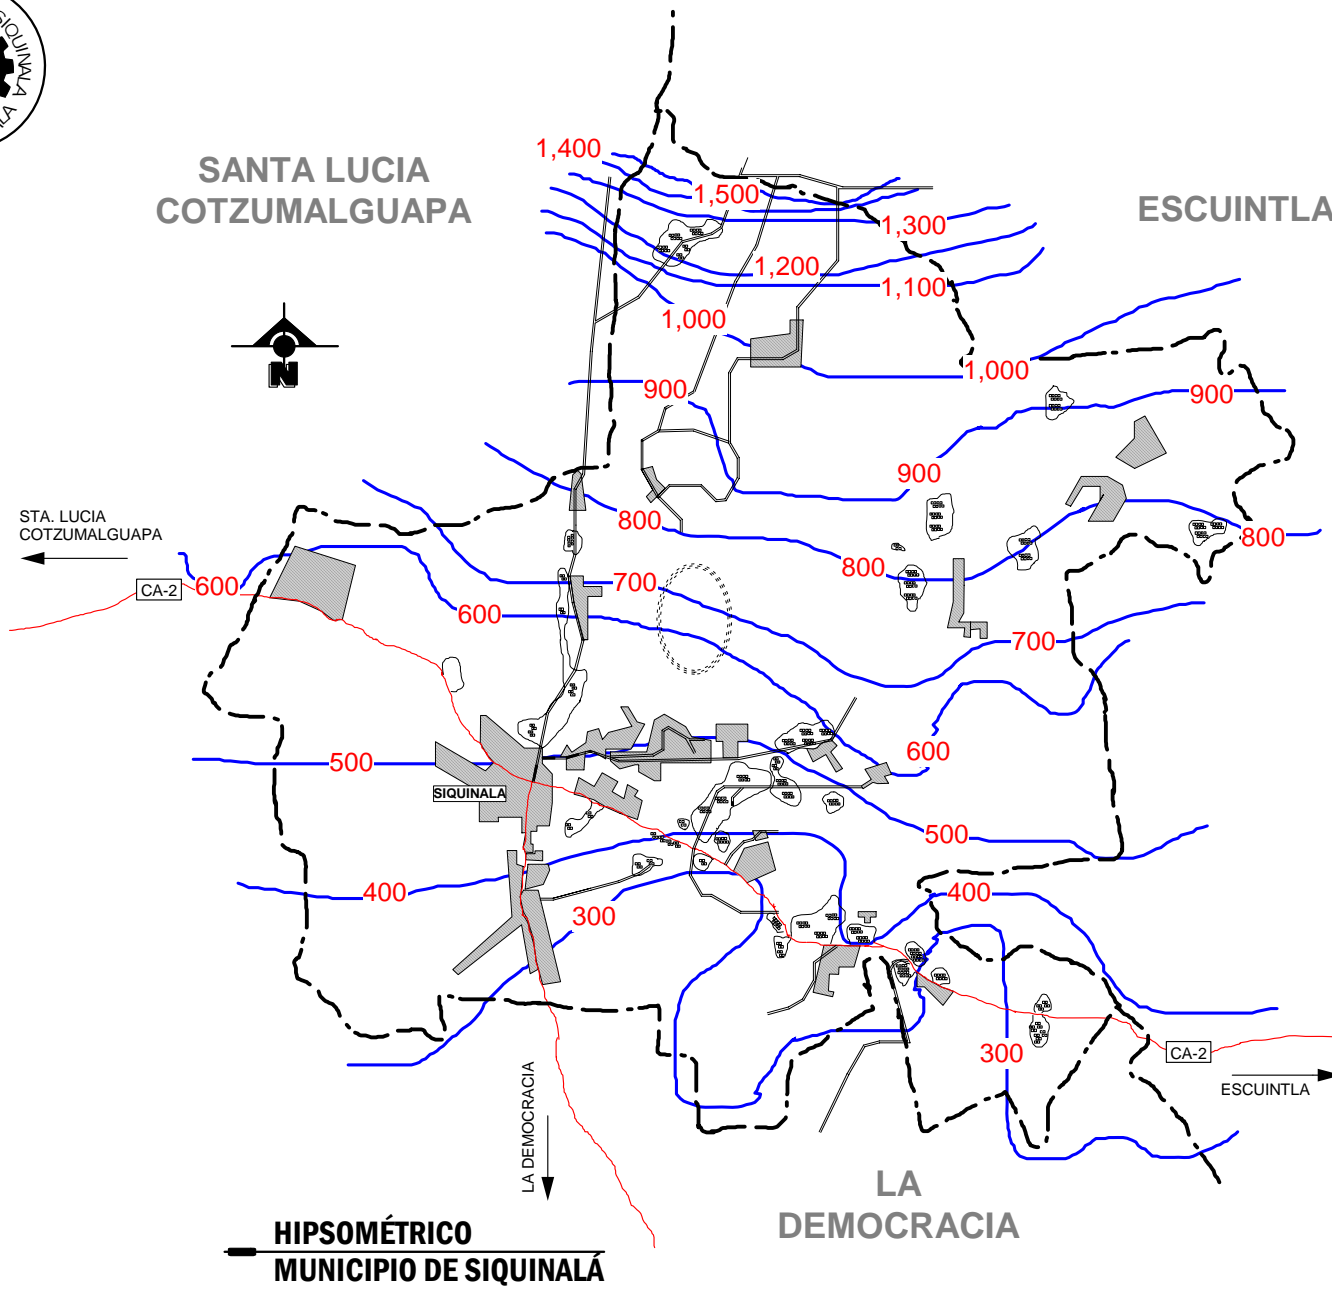 SIQUINALA
1,400
SANTA LUCIA
COTZUMALGUAPA
1,500
ESCUINTLA
1,300
1,200
1,100
1,000
N
1,000
900
900
900
STA. LUCIA
COTZUMALGUAPA
800
800
800
CA-2
600
700
600
700
600
500
SIQUINALA
500
400
400
300
300
CA-2
ESCUINTLA
LA DEMOCRACIA
LA
DEMOCRACIA
HIPSOMÉTRICO
MUNICIPIO DE SIQUINALÁ